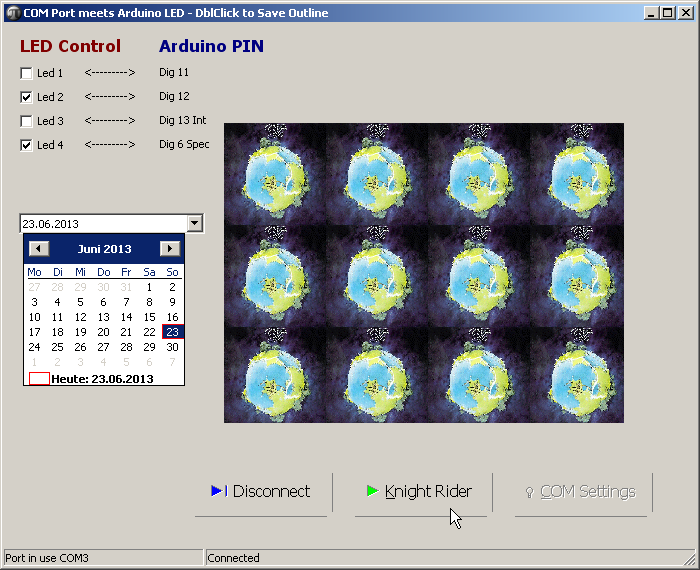 COM Port meets Arduino LED - DblClick to Save Outline
LED Control Arduino PIN
Led 1 <---------> Dig 11
Led 2 <---------> Dig 12
Led 3 <---------> Dig 13 Int
Led 4 <---------> Dig 6 Spec
23.06.2013
Juni 2013
Mo Di Mi Do Fr Sa So
27 28 29 30 31 1 2
3 4 5 6 7 8 9
10 11 12 13 14 15 16
17 18 19 20 21 22 23
24 25 26 27 28 29 30
1 2 3 4 5 6 7
Heute: 23.06.2013
Disconnect Knight Rider COM Settings
Port in use COM3 Connected